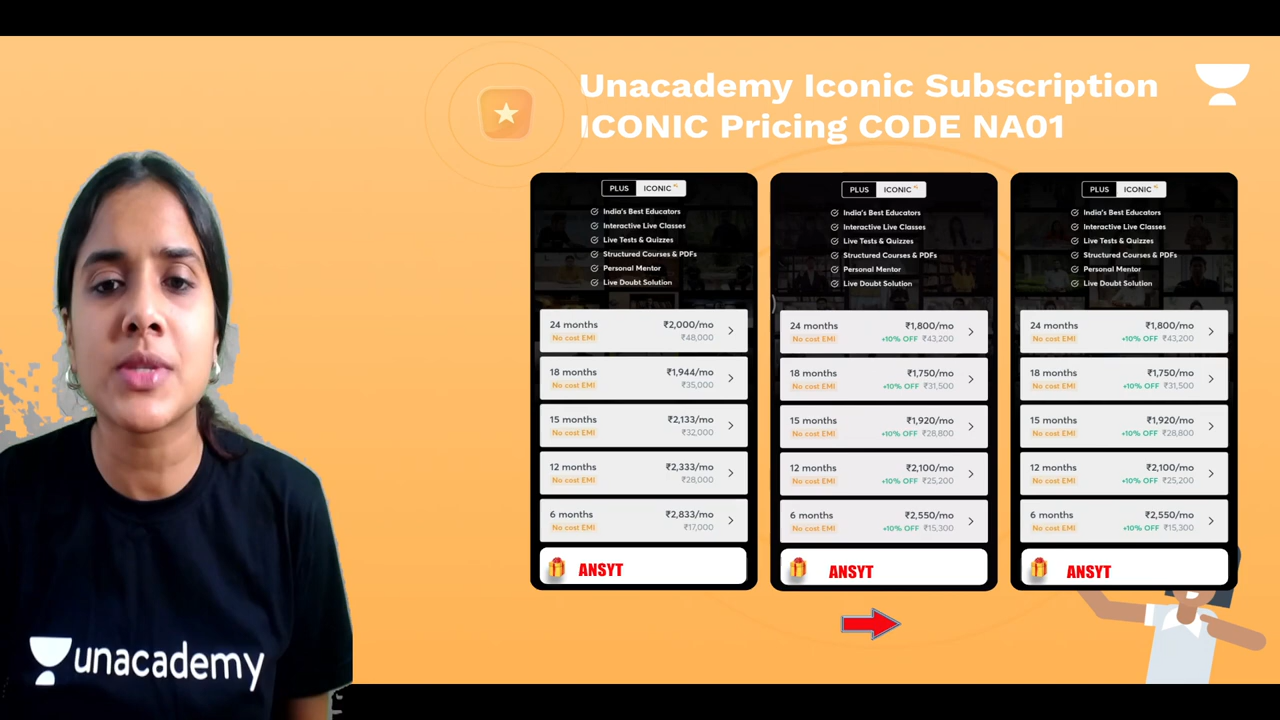 Unacademy Iconic Subscription
ICONIC Pricing CODE NA01
PLUS ICONIC
India's Best Educators
Interactive Live Classes
Live Tests & Quizzes
Structured Courses & PDFs
Personal Mentor
Live Doubt Solution
24 months ₹2,000/mo
No cost EMI ₹48,000
18 months ₹1,944/mo
No cost EMI ₹35,000
15 months ₹2,133/mo
No cost EMI ₹32,000
12 months ₹2,333/mo
No cost EMI ₹28,000
6 months ₹2,833/mo
No cost EMI ₹17,000
ANSYT
PLUS ICONIC
India's Best Educators
Interactive Live Classes
Live Tests & Quizzes
Structured Courses & PDFs
Personal Mentor
Live Doubt Solution
24 months ₹1,800/mo
No cost EMI +10% OFF ₹43,200
18 months ₹1,750/mo
No cost EMI +10% OFF ₹31,500
15 months ₹1,920/mo
No cost EMI +10% OFF ₹28,800
12 months ₹2,100/mo
No cost EMI +10% OFF ₹25,200
6 months ₹2,550/mo
No cost EMI +10% OFF ₹15,300
ANSYT
PLUS ICONIC
India's Best Educators
Interactive Live Classes
Live Tests & Quizzes
Structured Courses & PDFs
Personal Mentor
Live Doubt Solution
24 months ₹1,800/mo
No cost EMI +10% OFF ₹43,200
18 months ₹1,750/mo
No cost EMI +10% OFF ₹31,500
15 months ₹1,920/mo
No cost EMI +10% OFF ₹28,800
12 months ₹2,100/mo
No cost EMI +10% OFF ₹25,200
6 months ₹2,550/mo
No cost EMI +10% OFF ₹15,300
ANSYT
unacademy